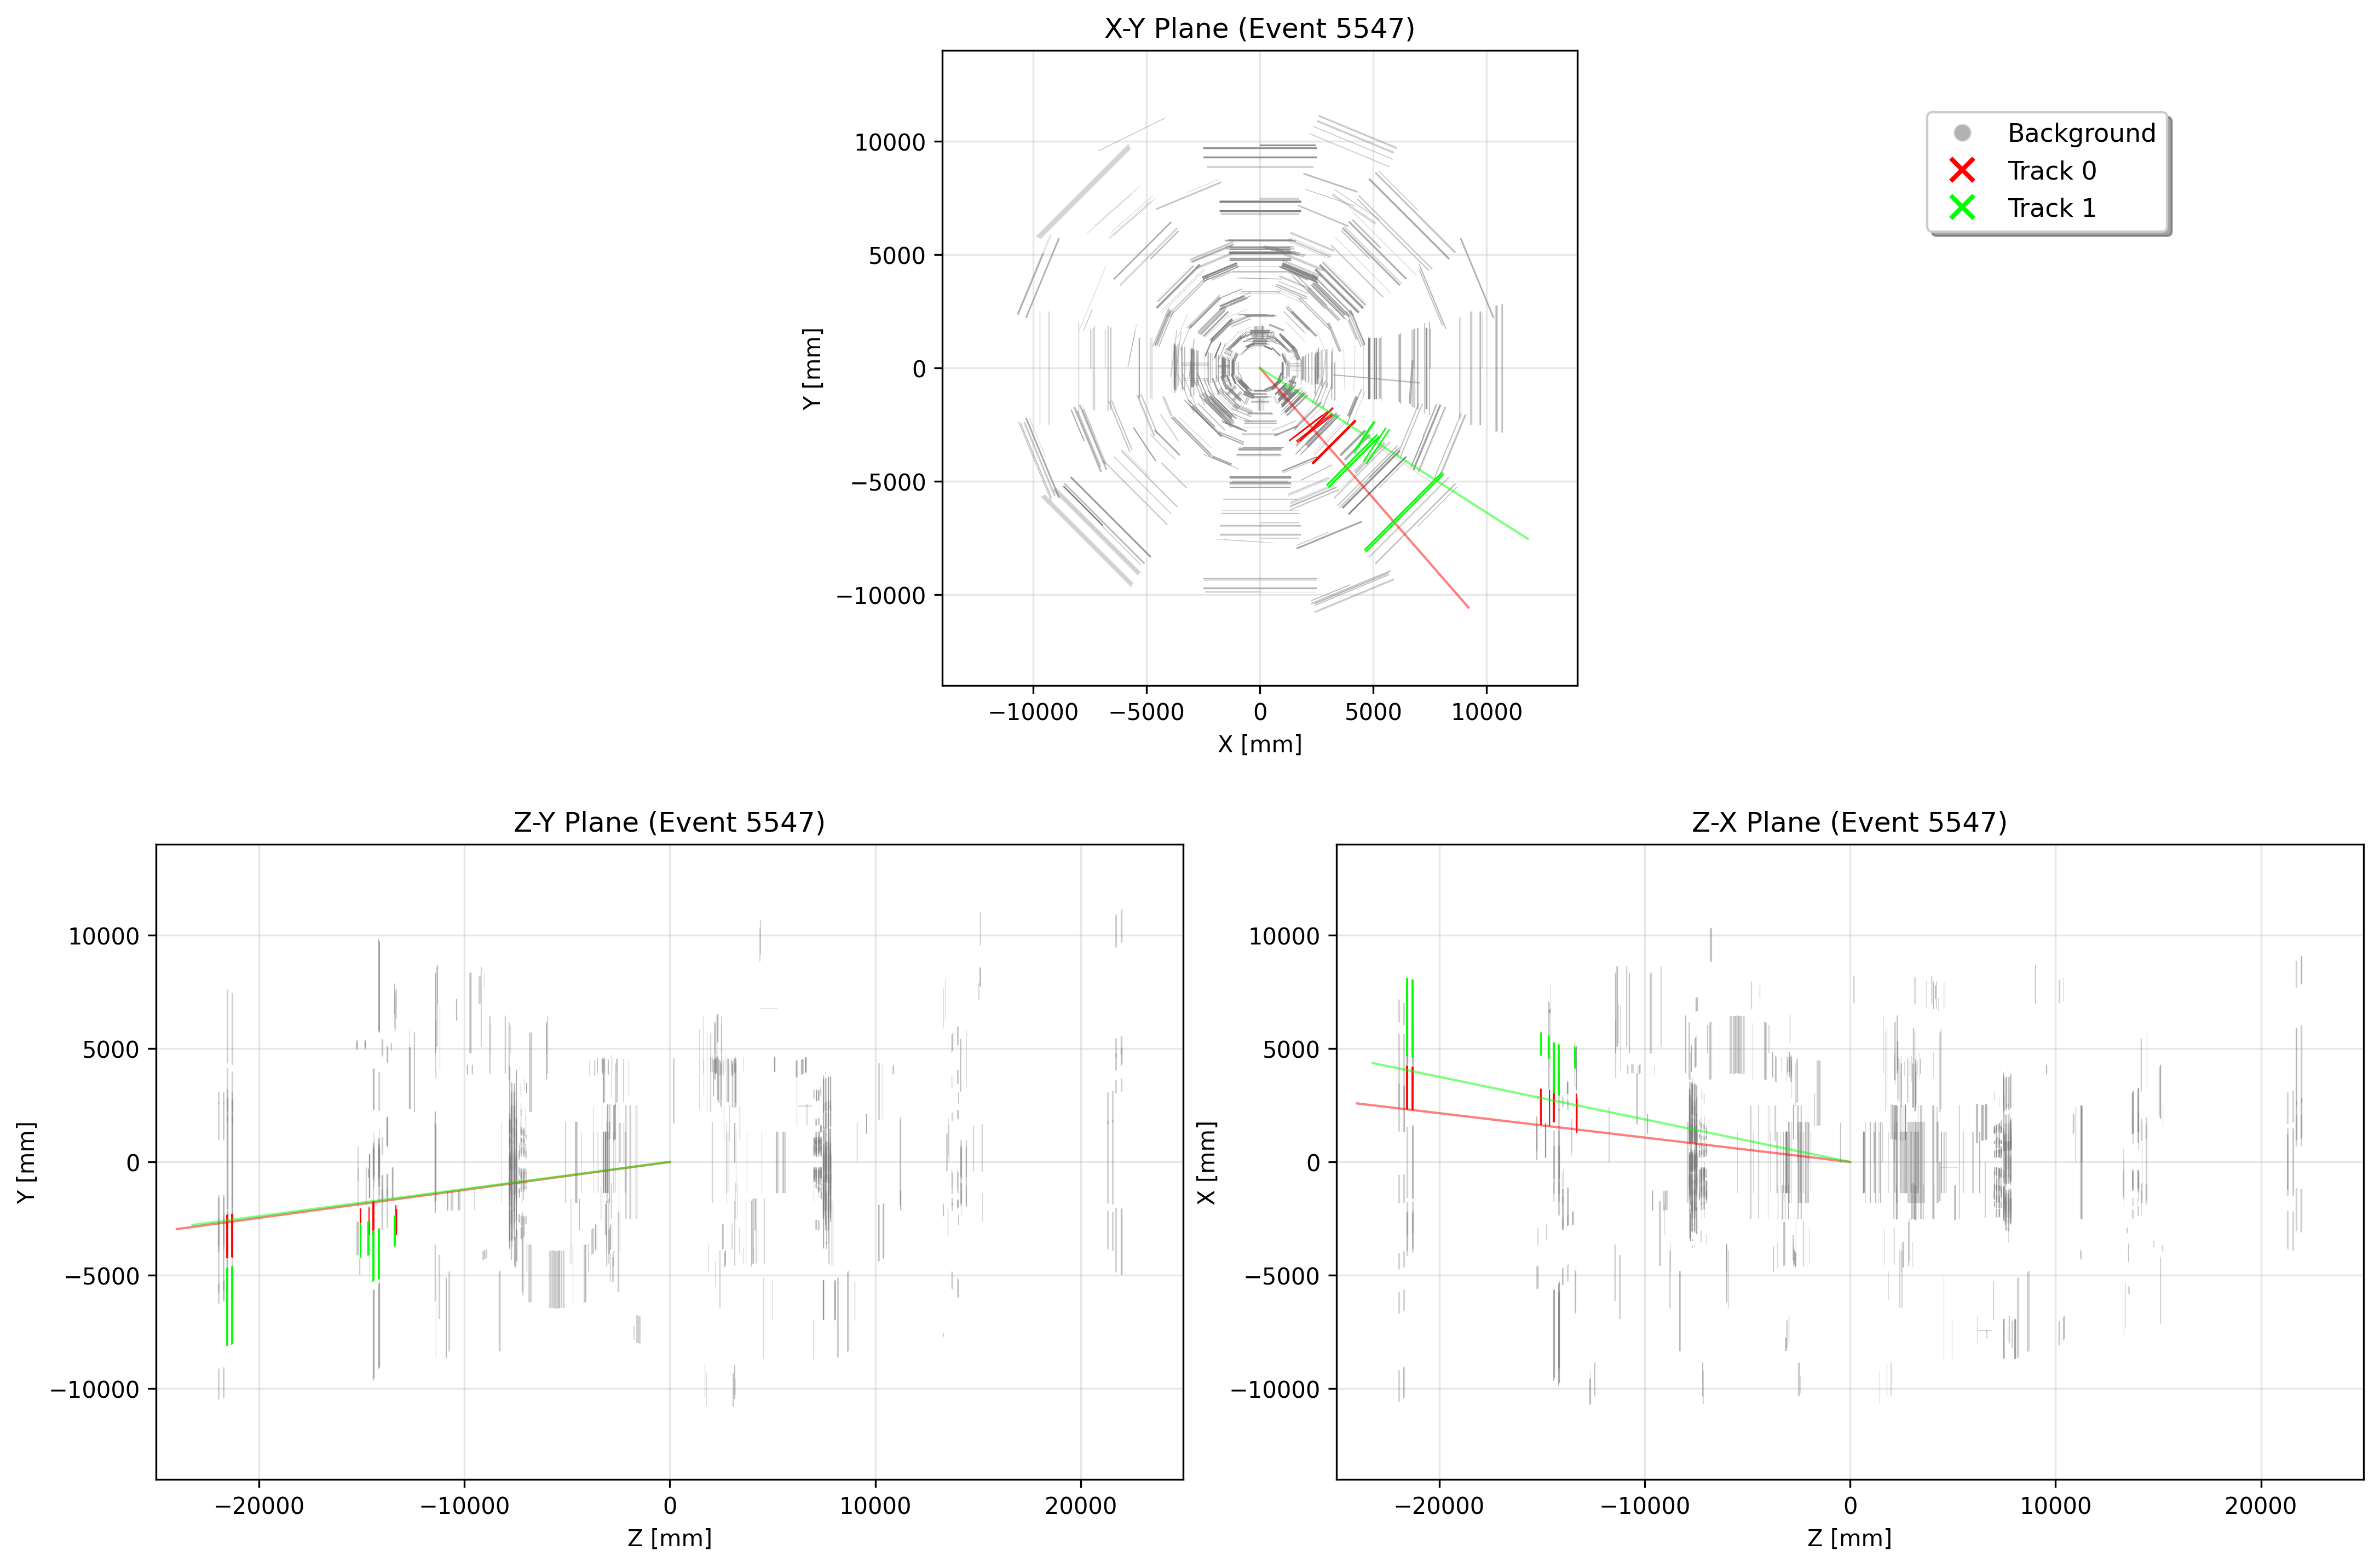 X-Y Plane (Event 5547)
Background
Track 0
Track 1
10000
5000
0
−5000
−10000
Y [mm]
−10000 −5000 0 5000 10000
X [mm]
Z-Y Plane (Event 5547)
10000
5000
0
−5000
−10000
Y [mm]
−20000 −10000 0 10000 20000
Z [mm]
Z-X Plane (Event 5547)
10000
5000
0
−5000
−10000
X [mm]
−20000 −10000 0 10000 20000
Z [mm]